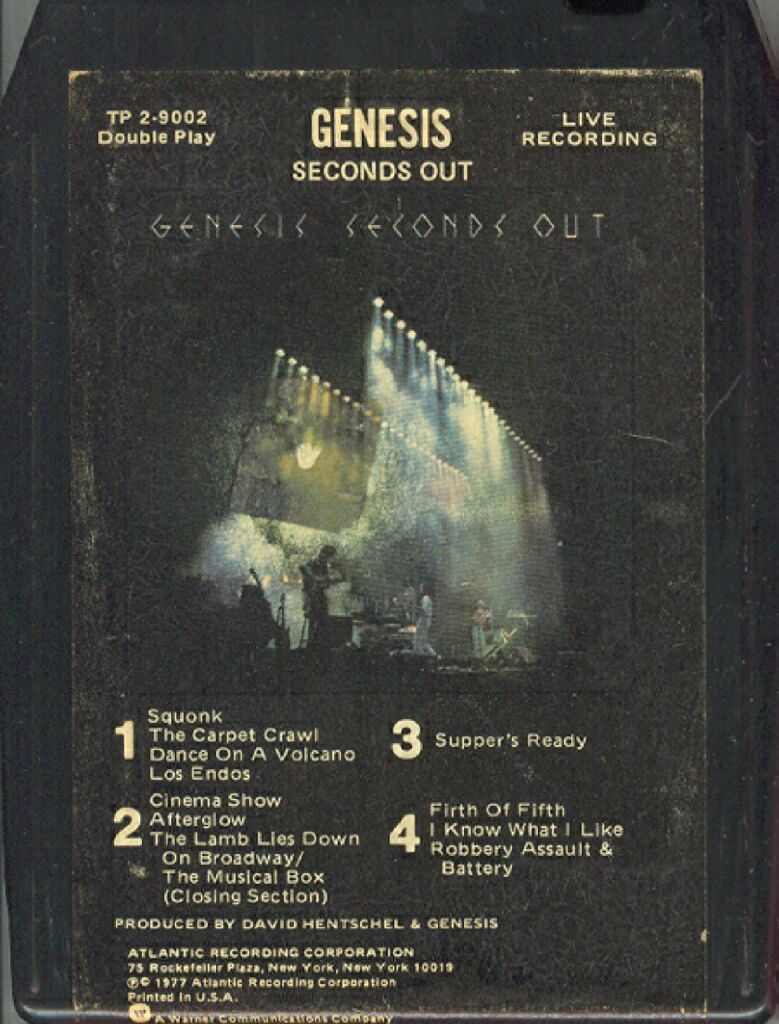 TP 2-9002
Double Play
GENESIS
SECONDS OUT
LIVE
RECORDING
GENESIS SECONDS OUT
1
Squonk
The Carpet Crawl
Dance On A Volcano
Los Endos
2
Cinema Show
Afterglow
The Lamb Lies Down
On Broadway/
The Musical Box
(Closing Section)
3
Supper's Ready
4
Firth Of Fifth
I Know What I Like
Robbery Assault &
Battery
PRODUCED BY DAVID HENTSCHEL & GENESIS
ATLANTIC RECORDING CORPORATION
75 Rockefeller Plaza, New York, New York 10019
℗© 1977 Atlantic Recording Corporation
Printed in U.S.A.
A Warner Communications Company